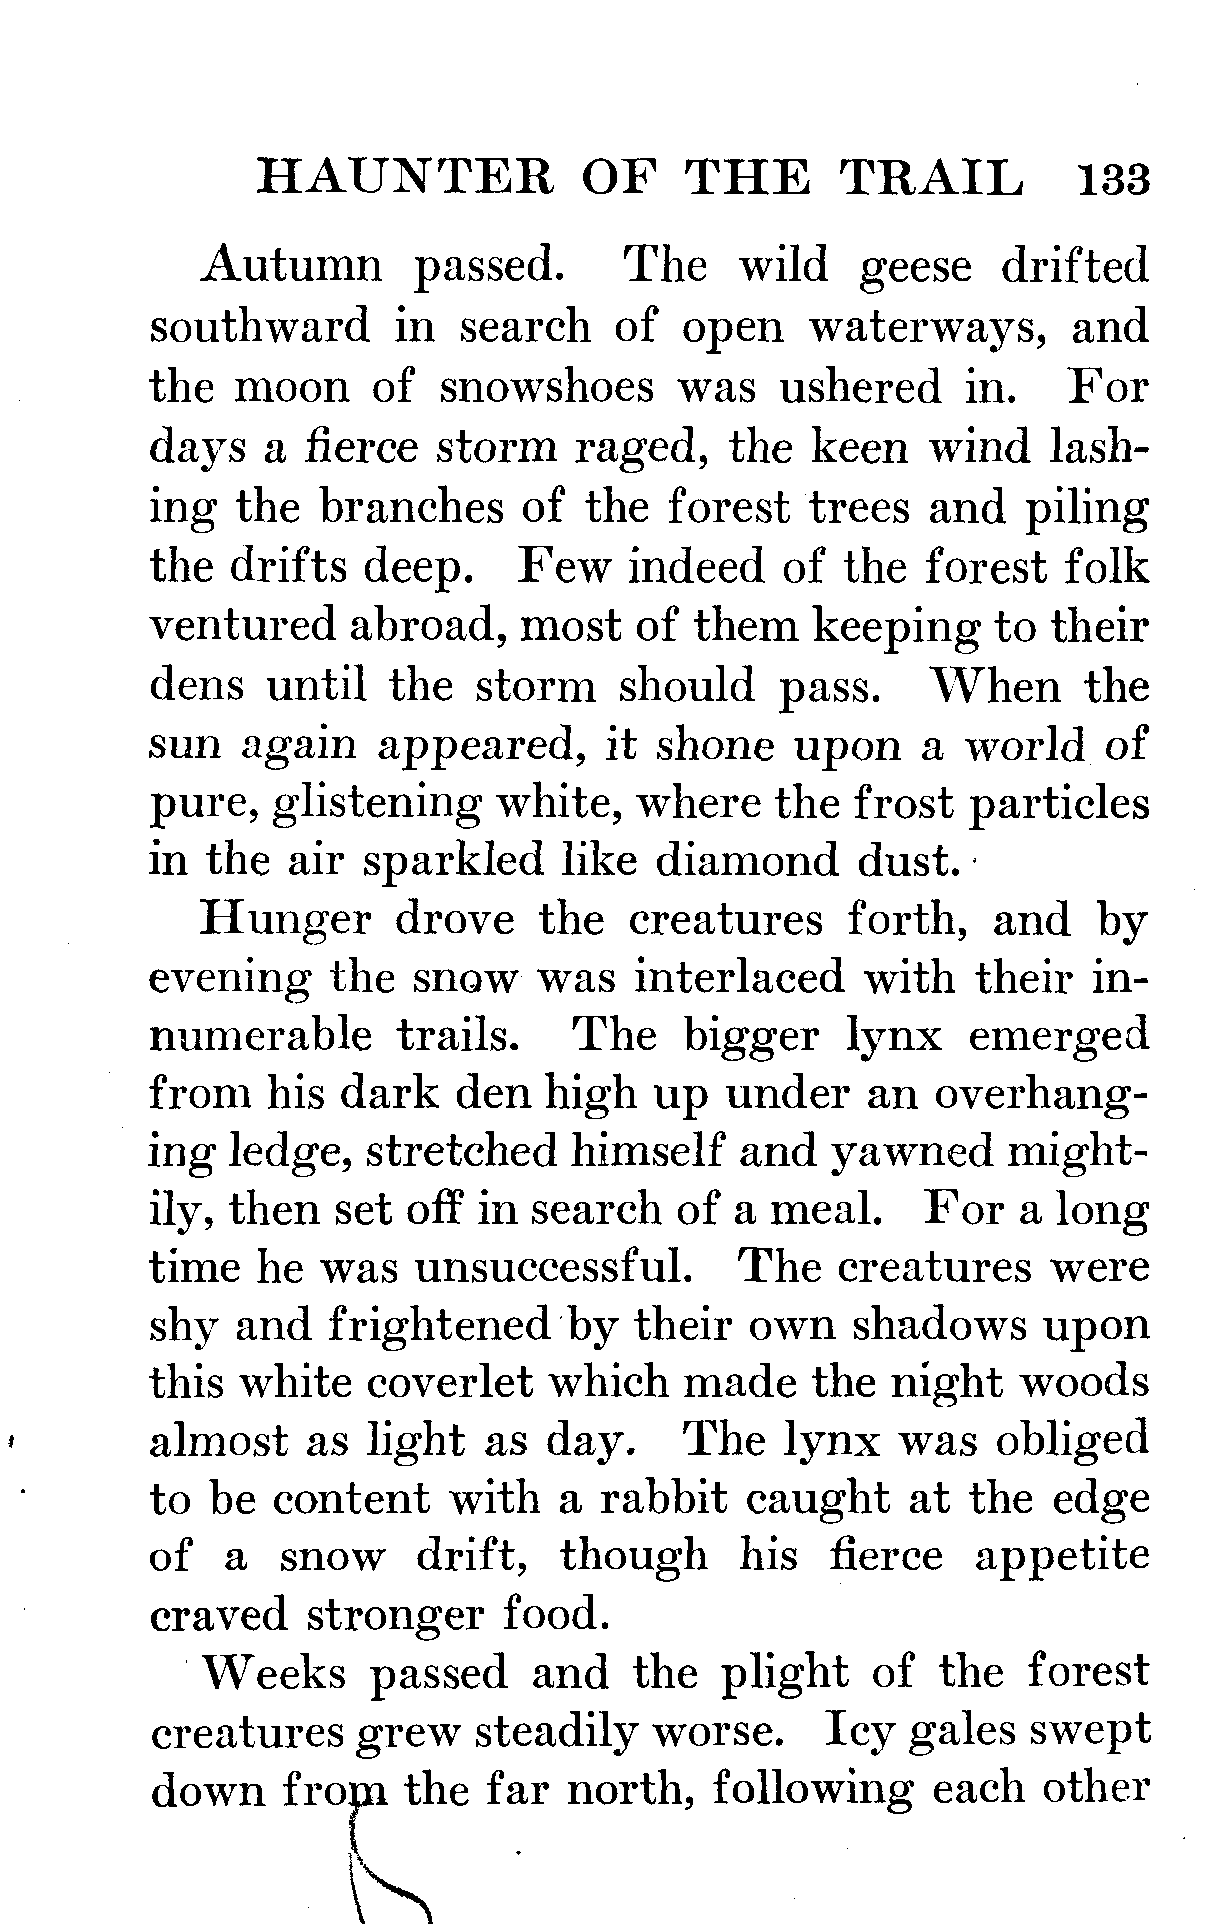 HAUNTER OF THE TRAIL 133
Autumn passed. The wild geese drifted
southward in search of open waterways, and
the moon of snowshoes was ushered in. For
days a fierce storm raged, the keen wind lash-
ing the branches of the forest trees and piling
the drifts deep. Few indeed of the forest folk
ventured abroad, most of them keeping to their
dens until the storm should pass. When the
sun again appeared, it shone upon a world of
pure, glistening white, where the frost particles
in the air sparkled like diamond dust.
Hunger drove the creatures forth, and by
evening the snow was interlaced with their in-
numerable trails. The bigger lynx emerged
from his dark den high up under an overhang-
ing ledge, stretched himself and yawned might-
ily, then set off in search of a meal. For a long
time he was unsuccessful. The creatures were
shy and frightened by their own shadows upon
this white coverlet which made the night woods
almost as light as day. The lynx was obliged
to be content with a rabbit caught at the edge
of a snow drift, though his fierce appetite
craved stronger food.
Weeks passed and the plight of the forest
creatures grew steadily worse. Icy gales swept
down from the far north, following each other